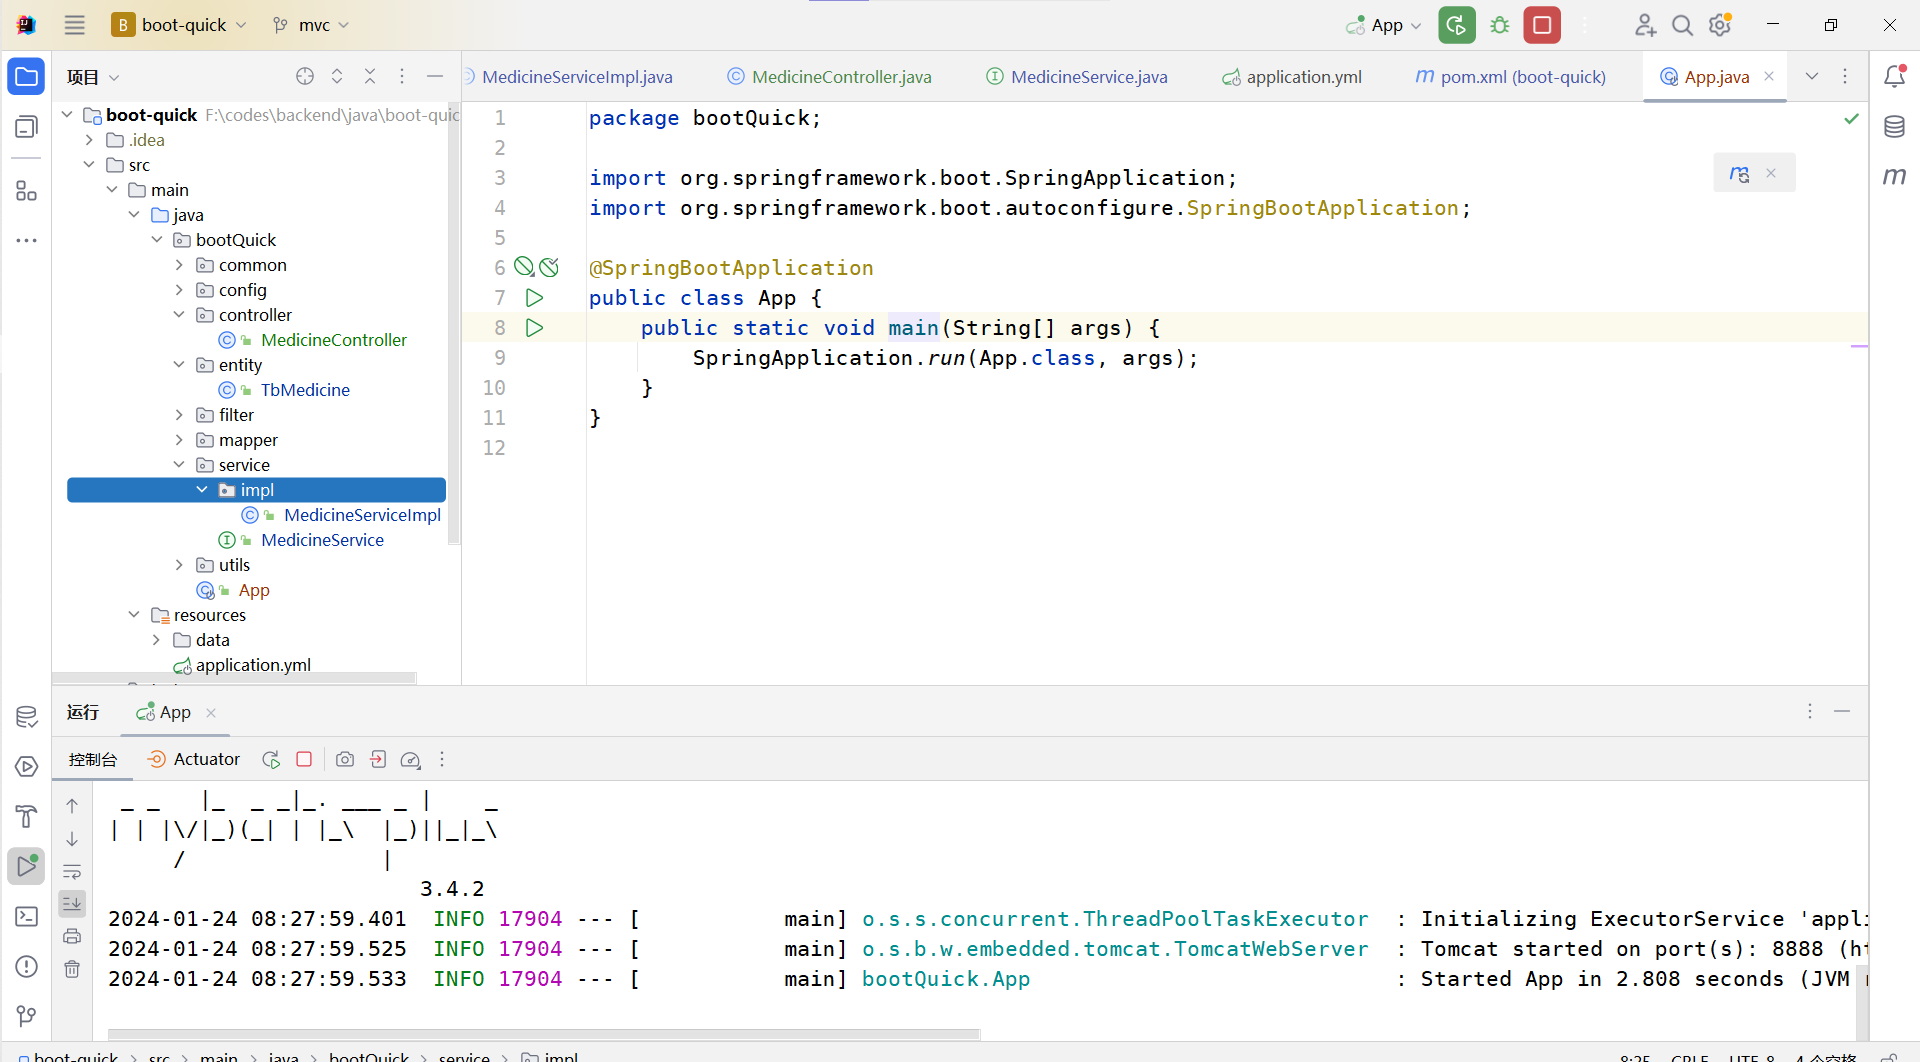 B boot-quick mvc App
项目
MedicineServiceImpl.java MedicineController.java MedicineService.java application.yml pom.xml (boot-quick) App.java
boot-quick F:\codes\backend\java\boot-quic
.idea
src
main
java
bootQuick
common
config
controller
MedicineController
entity
TbMedicine
filter
mapper
service
impl
MedicineServiceImpl
MedicineService
utils
App
resources
data
application.yml
1 package bootQuick;
2
3 import org.springframework.boot.SpringApplication;
4 import org.springframework.boot.autoconfigure.SpringBootApplication;
5
6 @SpringBootApplication
7 public class App {
8 public static void main(String[] args) {
9 SpringApplication.run(App.class, args);
10 }
11 }
12
运行 App
控制台 Actuator
3.4.2
2024-01-24 08:27:59.401 INFO 17904 --- [ main] o.s.s.concurrent.ThreadPoolTaskExecutor : Initializing ExecutorService 'appli
2024-01-24 08:27:59.525 INFO 17904 --- [ main] o.s.b.w.embedded.tomcat.TomcatWebServer : Tomcat started on port(s): 8888 (ht
2024-01-24 08:27:59.533 INFO 17904 --- [ main] bootQuick.App : Started App in 2.808 seconds (JVM
boot-quick > src > main > java > bootQuick > service > impl 8:25 CRLF UTF-8 4 个空格